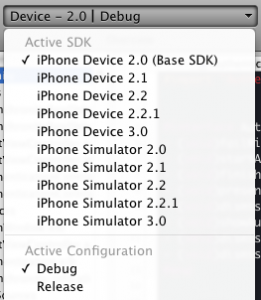 Device - 2.0 | Debug
Active SDK
✓ iPhone Device 2.0 (Base SDK)
iPhone Device 2.1
iPhone Device 2.2
iPhone Device 2.2.1
iPhone Device 3.0
iPhone Simulator 2.0
iPhone Simulator 2.1
iPhone Simulator 2.2
iPhone Simulator 2.2.1
iPhone Simulator 3.0
Active Configuration
✓ Debug
Release